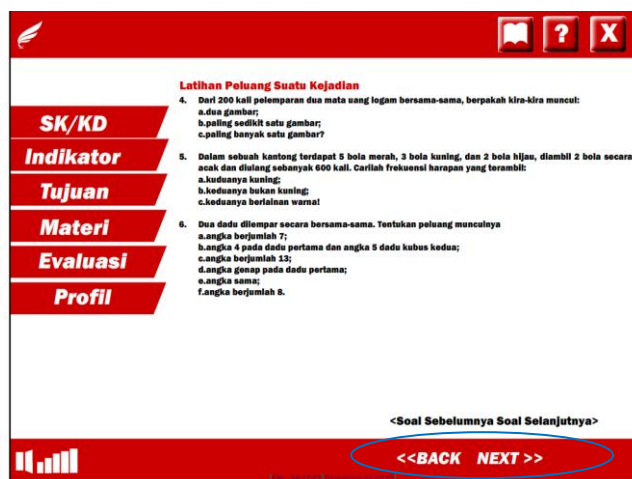 ? X
Latihan Peluang Suatu Kejadian
4. Dari 200 kali pelemparan dua mata uang logam bersama-sama, berpakah kira-kira muncul:
a.dua gambar;
b.paling sedikit satu gambar;
c.paling banyak satu gambar?
5. Dalam sebuah kantong terdapat 5 bola merah, 3 bola kuning, dan 2 bola hijau, diambil 2 bola secara
acak dan diulang sebanyak 600 kali. Carilah frekuensi harapan yang terambil:
a.kuduanya kuning;
b.keduanya bukan kuning;
c.keduanya berlainan warna!
6. Dua dadu dilempar secara bersama-sama. Tentukan peluang munculnya
a.angka berjumlah 7;
b.angka 4 pada dadu pertama dan angka 5 dadu kubus kedua;
c.angka berjumlah 13;
d.angka genap pada dadu pertama;
e.angka sama;
f.angka berjumlah 8.
SK/KD
Indikator
Tujuan
Materi
Evaluasi
Profil
<Soal Sebelumnya Soal Selanjutnya>
<<BACK NEXT >>